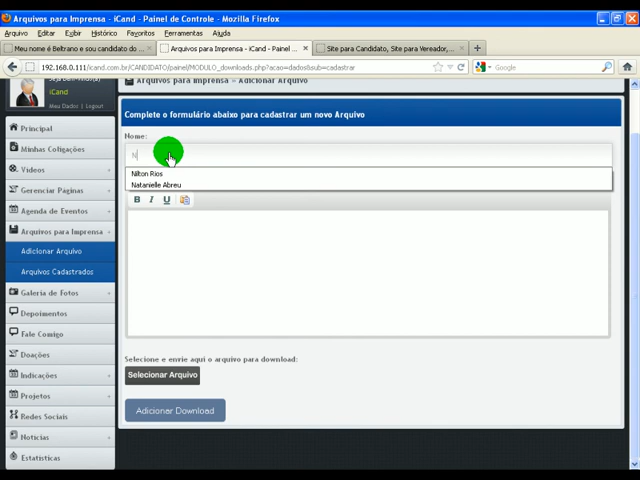 Arquivos para Imprensa - iCand - Painel de Controle - Mozilla Firefox
Arquivo Editar Exibir Histórico Favoritos Ferramentas Ajuda
Meu nome é Beltrano e sou candidato do ... Arquivos para Imprensa - iCand - Painel ... Site para Candidato, Site para Vereador,...
192.168.0.111/icand.com.br/CANDIDATO/painel/MODULO_downloads.php?acao=dados&sub=cadastrar
Google
Arquivos para Imprensa » Adicionar Arquivo
iCand
Meu Dados | Logout
Complete o formulário abaixo para cadastrar um novo Arquivo
Nome:
N
Nilton Rios
Natanielle Abreu
B I U
Principal
Minhas Coligações
Videos
Gerenciar Páginas
Agenda de Eventos
Arquivos para Imprensa
Adicionar Arquivo
Arquivos Cadastrados
Galeria de Fotos
Depoimentos
Fale Comigo
Doações
Indicações
Projetos
Redes Sociais
Noticias
Estatísticas
Selecione e envie aqui o arquivo para download:
Selecionar Arquivo
Adicionar Download